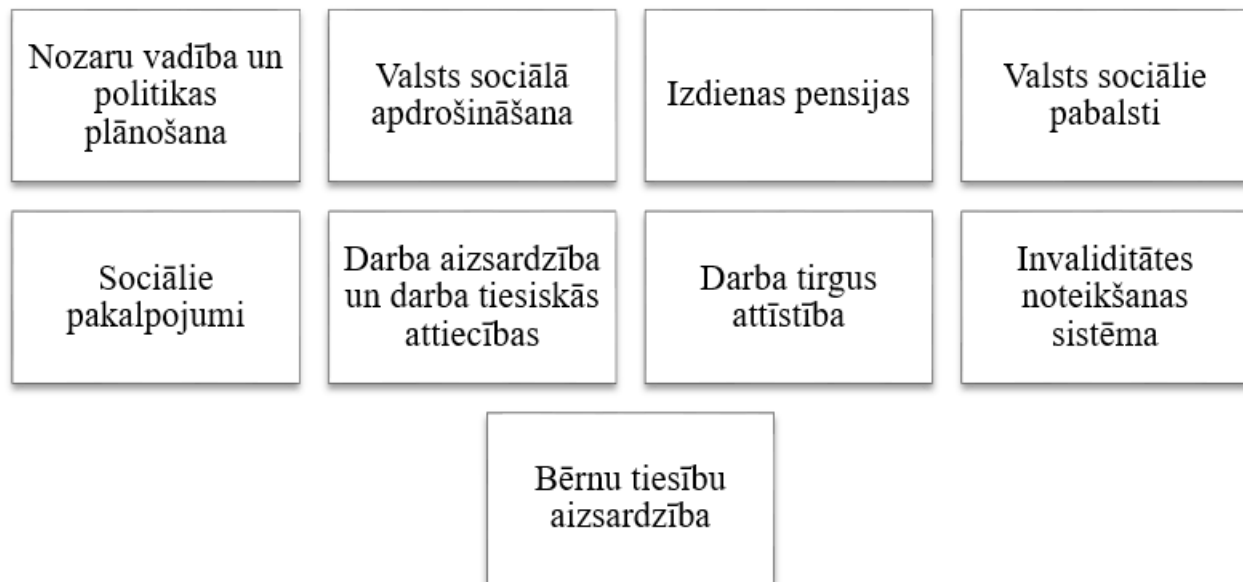 Nozaru vadība un
politikas
plānošana
Valsts sociālā
apdrošināšana
Izdienas pensijas
Valsts sociālie
pabalsti
Sociālie
pakalpojumi
Darba aizsardzība
un darba tiesiskās
attiecības
Darba tirgus
attīstība
Invaliditātes
noteikšanas
sistēma
Bērnu tiesību
aizsardzība